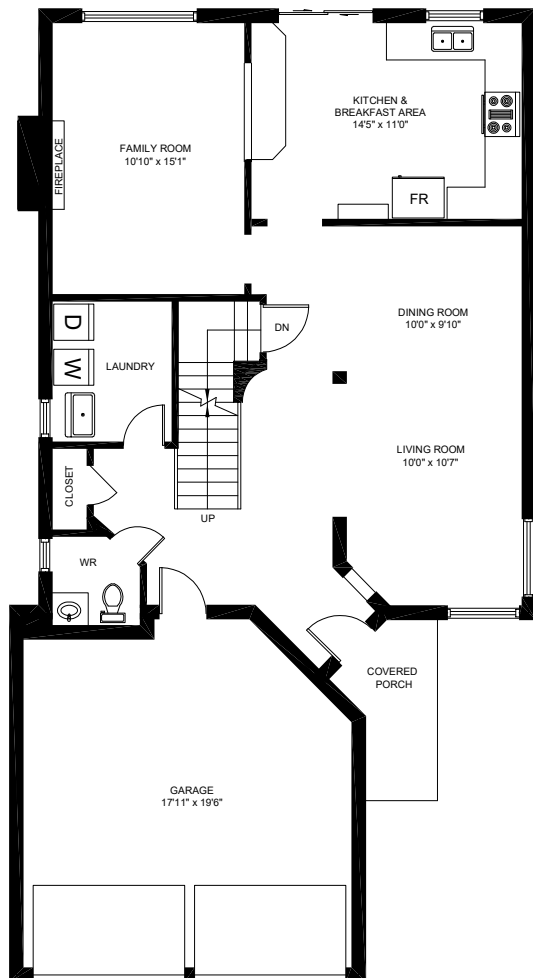 KITCHEN &
BREAKFAST AREA
14'5" x 11'0"
FAMILY ROOM
10'10" x 15'1"
FIREPLACE
FR
DINING ROOM
10'0" x 9'10"
DN
D
W
LAUNDRY
LIVING ROOM
10'0" x 10'7"
CLOSET
UP
WR
COVERED
PORCH
GARAGE
17'11" x 19'6"